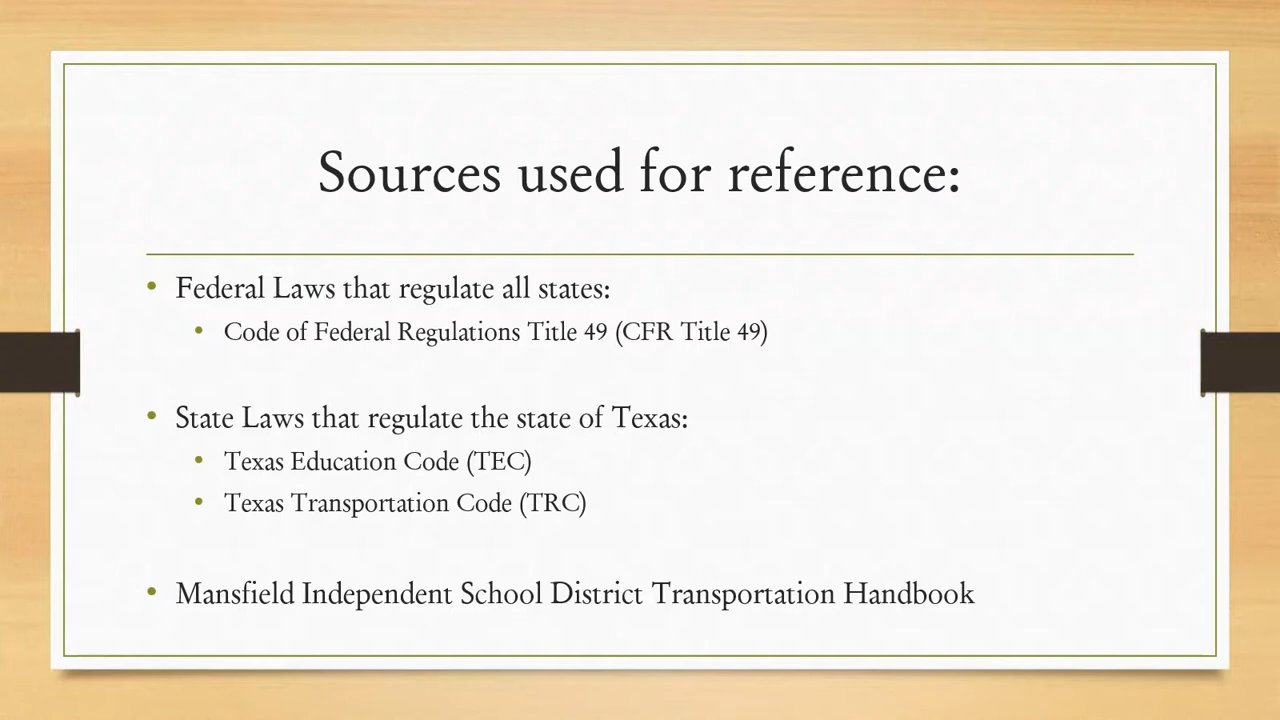 Sources used for reference:
• Federal Laws that regulate all states:
• Code of Federal Regulations Title 49 (CFR Title 49)
• State Laws that regulate the state of Texas:
• Texas Education Code (TEC)
• Texas Transportation Code (TRC)
• Mansfield Independent School District Transportation Handbook